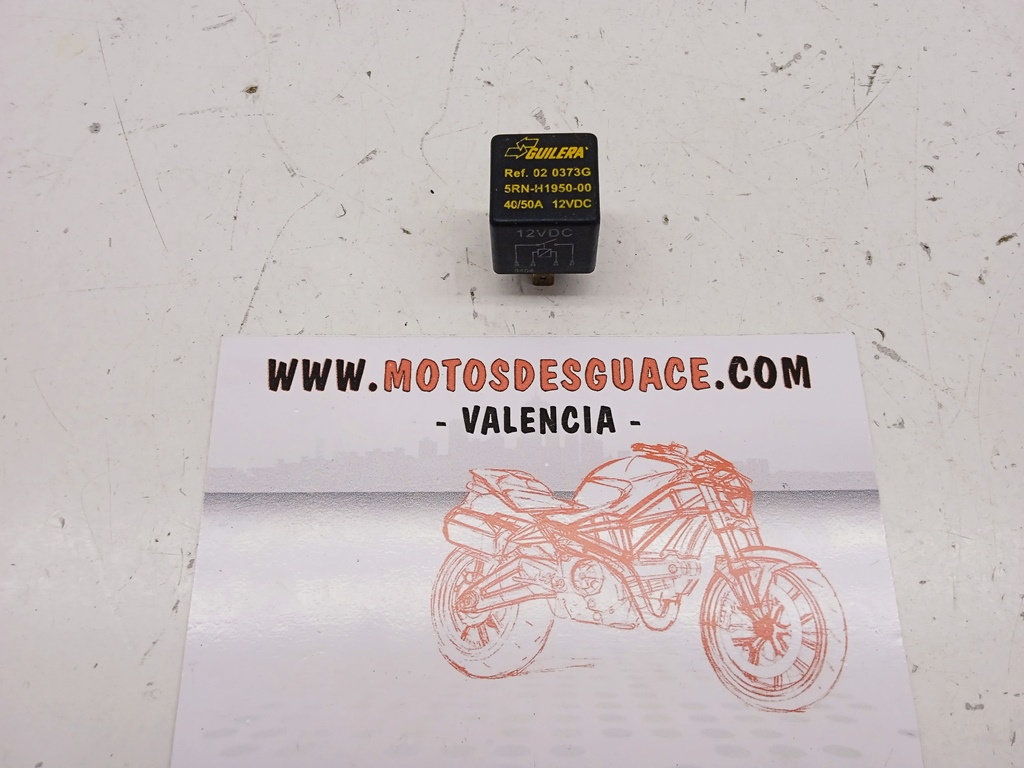 GUILERA
Ref. 02 0373G
5RN-H1950-00
40/50A 12VDC
12VDC
WWW.MOTOSDESGUACE.COM
- VALENCIA -